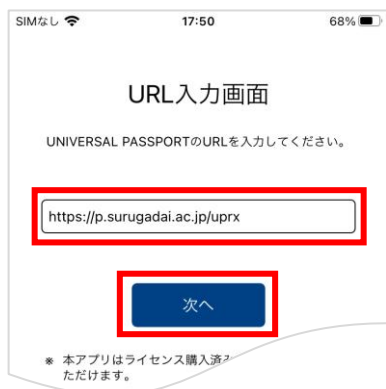 SIMなし 17:50 68%
URL入力画面
UNIVERSAL PASSPORTのURLを入力してください。
https://p.surugadai.ac.jp/uprx
次へ
※ 本アプリはライセンス購入済
ただけます。